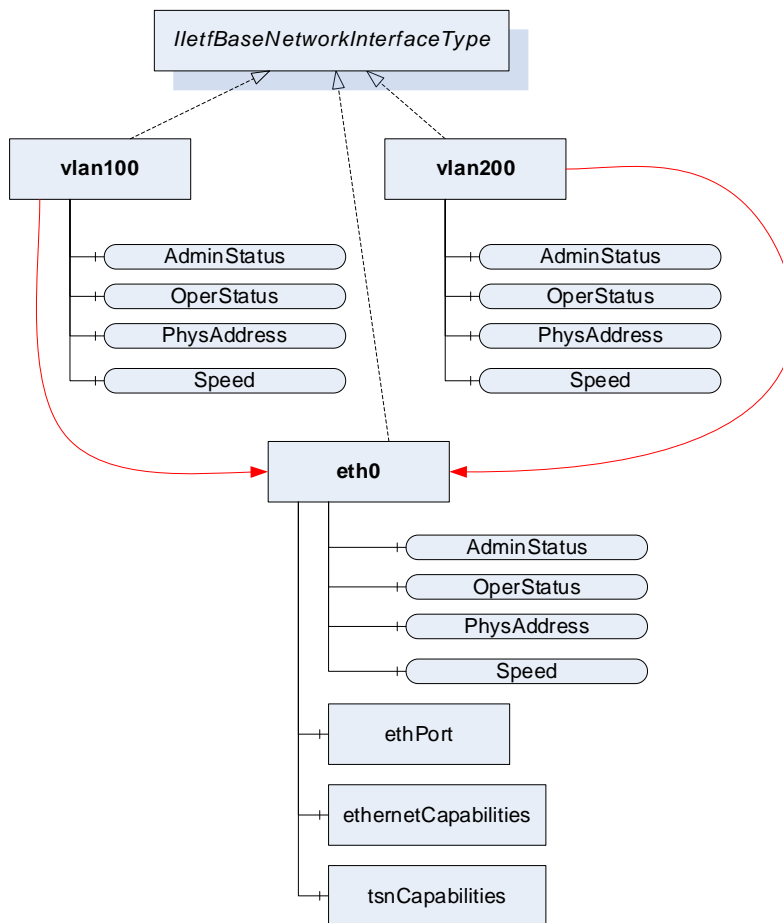 IIetfBaseNetworkInterfaceType
vlan100
vlan200
AdminStatus
OperStatus
PhysAddress
Speed
AdminStatus
OperStatus
PhysAddress
Speed
eth0
AdminStatus
OperStatus
PhysAddress
Speed
ethPort
ethernetCapabilities
tsnCapabilities